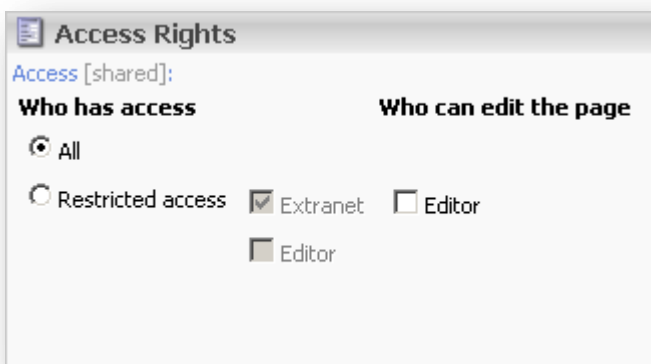 Access Rights
Access [shared]:
Who has access Who can edit the page
All
Restricted access Extranet Editor
Editor